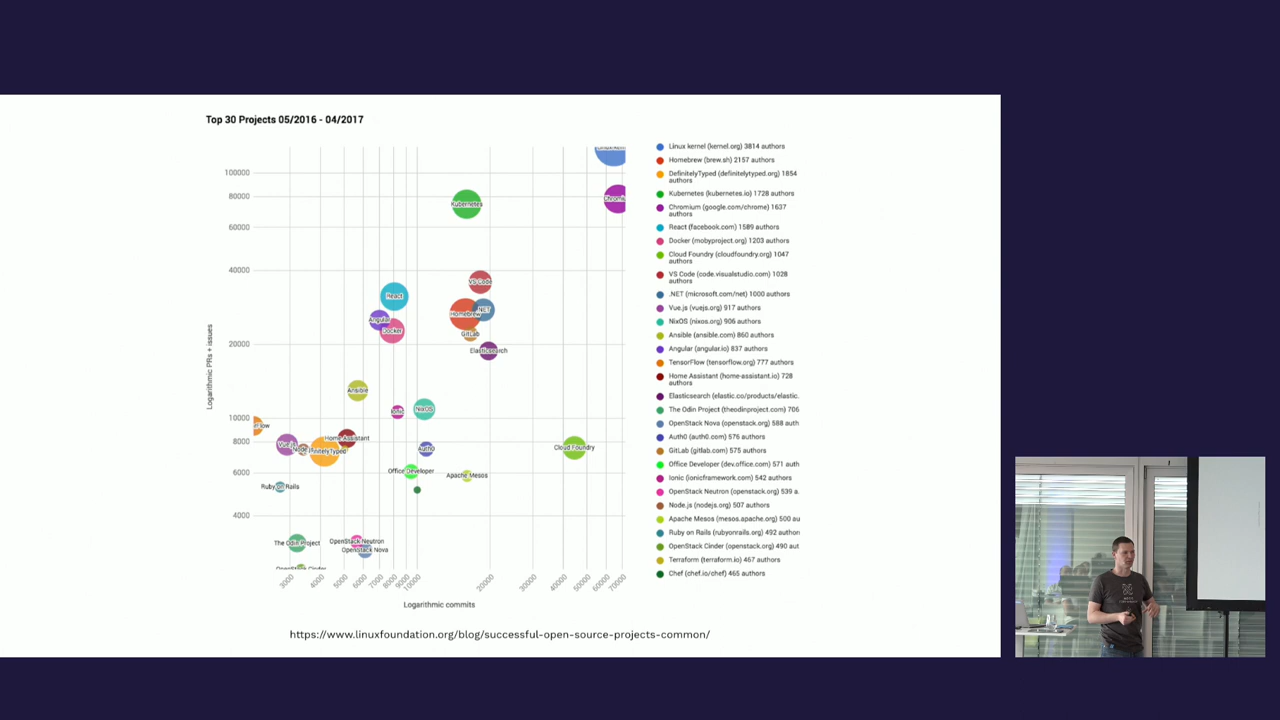 Top 30 Projects 05/2016 - 04/2017
100000
80000
60000
40000
20000
10000
8000
6000
4000
Logarithmic PRs + issues
Kubernetes
VS Code
React
Homebrew
.NET
Angular
Docker
GitLab
Elasticsearch
Ansible
Ionic
NixOS
Vue.js
Node
Home Assistant
Auth0
Cloud Foundry
Office Developer
Apache Mesos
Ruby on Rails
The Odin Project
OpenStack Neutron
OpenStack Nova
OpenStack Cinder
3000
4000
5000
6000
7000
8000
9000
10000
20000
30000
40000
50000
60000
70000
Logarithmic commits
Linux kernel (kernel.org) 3814 authors
Homebrew (brew.sh) 2157 authors
DefinitelyTyped (definitelytyped.org) 1854
authors
Kubernetes (kubernetes.io) 1728 authors
Chromium (google.com/chrome) 1637
authors
React (facebook.com) 1589 authors
Docker (mobyproject.org) 1203 authors
Cloud Foundry (cloudfoundry.org) 1047
authors
VS Code (code.visualstudio.com) 1028
authors
.NET (microsoft.com/net) 1000 authors
Vue.js (vuejs.org) 917 authors
NixOS (nixos.org) 906 authors
Ansible (ansible.com) 860 authors
Angular (angular.io) 837 authors
TensorFlow (tensorflow.org) 777 authors
Home Assistant (home-assistant.io) 728
authors
Elasticsearch (elastic.co/products/elastic.
The Odin Project (theodinproject.com) 706
OpenStack Nova (openstack.org) 588 auth
Auth0 (auth0.com) 576 authors
GitLab (gitlab.com) 575 authors
Office Developer (dev.office.com) 571 auth
Ionic (ionicframework.com) 542 authors
OpenStack Neutron (openstack.org) 539 a.
Node.js (nodejs.org) 507 authors
Apache Mesos (mesos.apache.org) 500 au
Ruby on Rails (rubyonrails.org) 492 author
OpenStack Cinder (openstack.org) 490 aut
Terraform (terraform.io) 467 authors
Chef (chef.io/chef) 465 authors
https://www.linuxfoundation.org/blog/successful-open-source-projects-common/